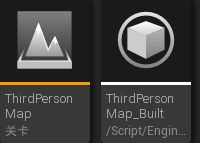 ThirdPerson
Map
关卡
ThirdPerson
Map_Built
/Script/Engin...